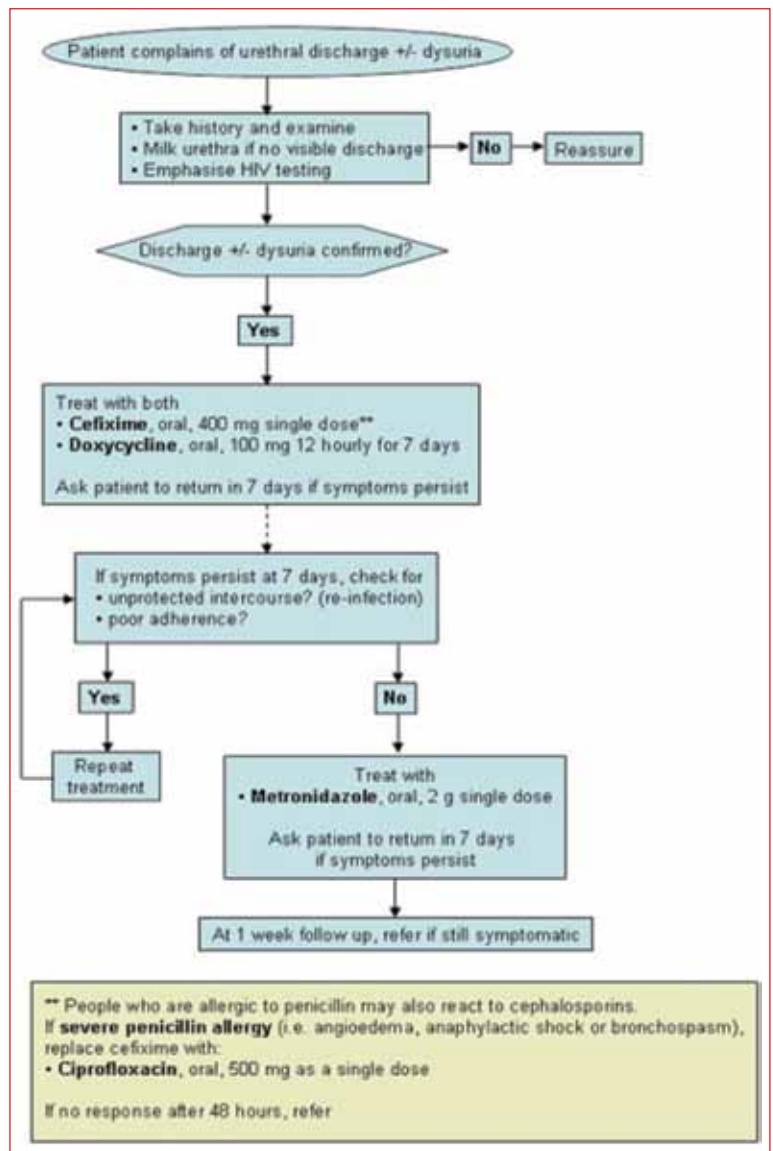 Patient complains of urethral discharge +/- dysuria
• Take history and examine
• Milk urethra if no visible discharge
• Emphasise HIV testing
No
Reassure
Discharge +/- dysuria confirmed?
Yes
Treat with both
• Cefixime, oral, 400 mg single dose**
• Doxycycline, oral, 100 mg 12 hourly for 7 days
Ask patient to return in 7 days if symptoms persist
If symptoms persist at 7 days, check for
• unprotected intercourse? (re-infection)
• poor adherence?
Yes
No
Repeat
treatment
Treat with
• Metronidazole, oral, 2 g single dose
Ask patient to return in 7 days
if symptoms persist
At 1 week follow up, refer if still symptomatic
** People who are allergic to penicillin may also react to cephalosporins.
If severe penicillin allergy (i.e. angioedema, anaphylactic shock or bronchospasm),
replace cefixime with:
• Ciprofloxacin, oral, 500 mg as a single dose
If no response after 48 hours, refer